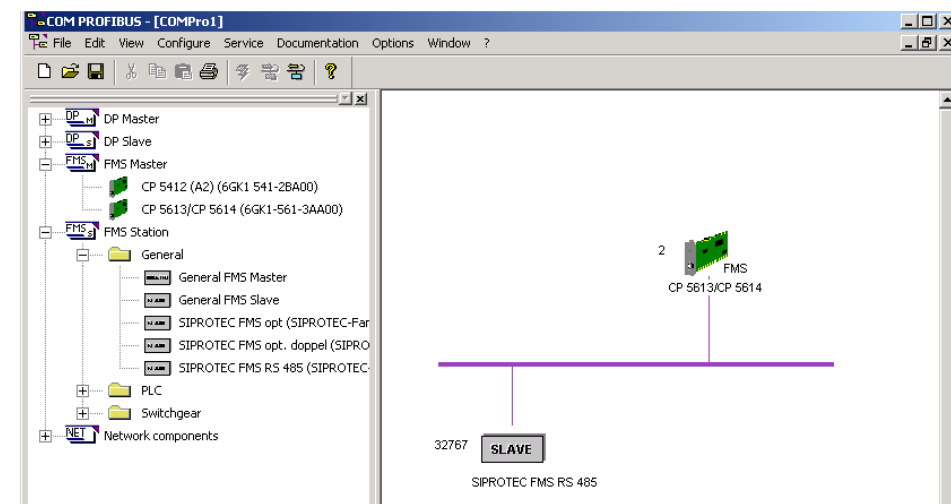 COM PROFIBUS - [COMPro1]
File Edit View Configure Service Documentation Options Window ?
DP M DP Master
DP S DP Slave
FMS M FMS Master
CP 5412 (A2) (6GK1 541-2BA00)
CP 5613/CP 5614 (6GK1-561-3AA00)
FMS S FMS Station
General
General FMS Master
General FMS Slave
SIPROTEC FMS opt (SIPROTEC-Far
SIPROTEC FMS opt. doppel (SIPRO
SIPROTEC FMS RS 485 (SIPROTEC-
PLC
Switchgear
NET Network components
2
FMS
CP 5613/CP 5614
32767
SLAVE
SIPROTEC FMS RS 485